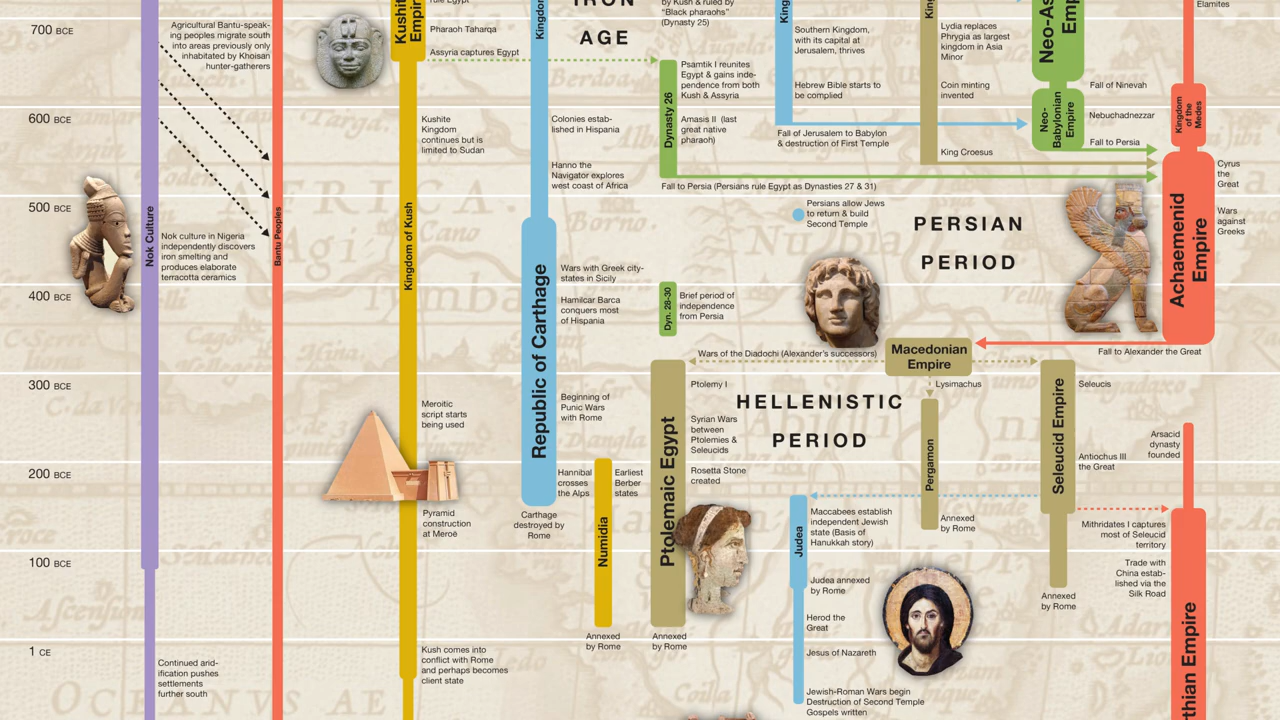 700 BCE
600 BCE
500 BCE
400 BCE
300 BCE
200 BCE
100 BCE
1 CE
Nok Culture
Agricultural Bantu-speak-
ing peoples migrate south
into areas previously only
inhabited by Khoisan
hunter-gatherers
Nok culture in Nigeria
independently discovers
iron smelting and
produces elaborate
terracotta ceramics
Continued arid-
ification pushes
settlements
further south
Bantu Peoples
Kushite
Empire
rule Egypt
Pharaoh Taharqa
Assyria captures Egypt
Kushite
Kingdom
continues but is
limited to Sudan
Kingdom of Kush
Meroitic
script starts
being used
Pyramid
construction
at Meroë
Kush comes into
conflict with Rome
and perhaps becomes
client state
Kingdom
Colonies estab-
lished in Hispania
Hanno the
Navigator explores
west coast of Africa
Republic of Carthage
Wars with Greek city-
states in Sicily
Hamilcar Barca
conquers most
of Hispania
Beginning of
Punic Wars
with Rome
Hannibal
crosses
the Alps
Carthage
destroyed by
Rome
Numidia
Earliest
Berber
states
Annexed
by Rome
IRON
AGE
by Kush & ruled by
“Black pharaohs”
(Dynasty 25)
Dynasty 26
Psamtik I reunites
Egypt & gains inde-
pendence from both
Kush & Assyria
Amasis II (last
great native
pharaoh)
Fall to Persia (Persians rule Egypt as Dynasties 27 & 31)
Dyn. 28-30
Brief period of
independence
from Persia
Wars of the Diadochi (Alexander's successors)
Ptolemaic Egypt
Ptolemy I
Syrian Wars
between
Ptolemies &
Seleucids
Rosetta Stone
created
Annexed
by Rome
King
Southern Kingdom,
with its capital at
Jerusalem, thrives
Hebrew Bible starts to
be complied
Fall of Jerusalem to Babylon
& destruction of First Temple
Persians allow Jews
to return & build
Second Temple
PERSIAN
PERIOD
HELLENISTIC
PERIOD
Judea
Maccabees establish
independent Jewish
state (Basis of
Hanukkah story)
Judea annexed
by Rome
Herod the
Great
Jesus of Nazareth
Jewish-Roman Wars begin
Destruction of Second Temple
Gospels written
King
Lydia replaces
Phrygia as largest
kingdom in Asia
Minor
Coin minting
invented
King Croesus
Macedonian
Empire
Lysimachus
Pergamon
Annexed
by Rome
Neo-As
Emp
Fall of Ninevah
Neo-
Babylonian
Empire
Nebuchadnezzar
Fall to Persia
Seleucid Empire
Seleucis
Antiochus III
the Great
Annexed
by Rome
Elamites
Kingdom
of the
Medes
Achaemenid
Empire
Cyrus
the
Great
Wars
against
Greeks
Fall to Alexander the Great
Arsacid
dynasty
founded
Mithridates I captures
most of Seleucid
territory
Trade with
China estab-
lished via the
Silk Road
thian Empire